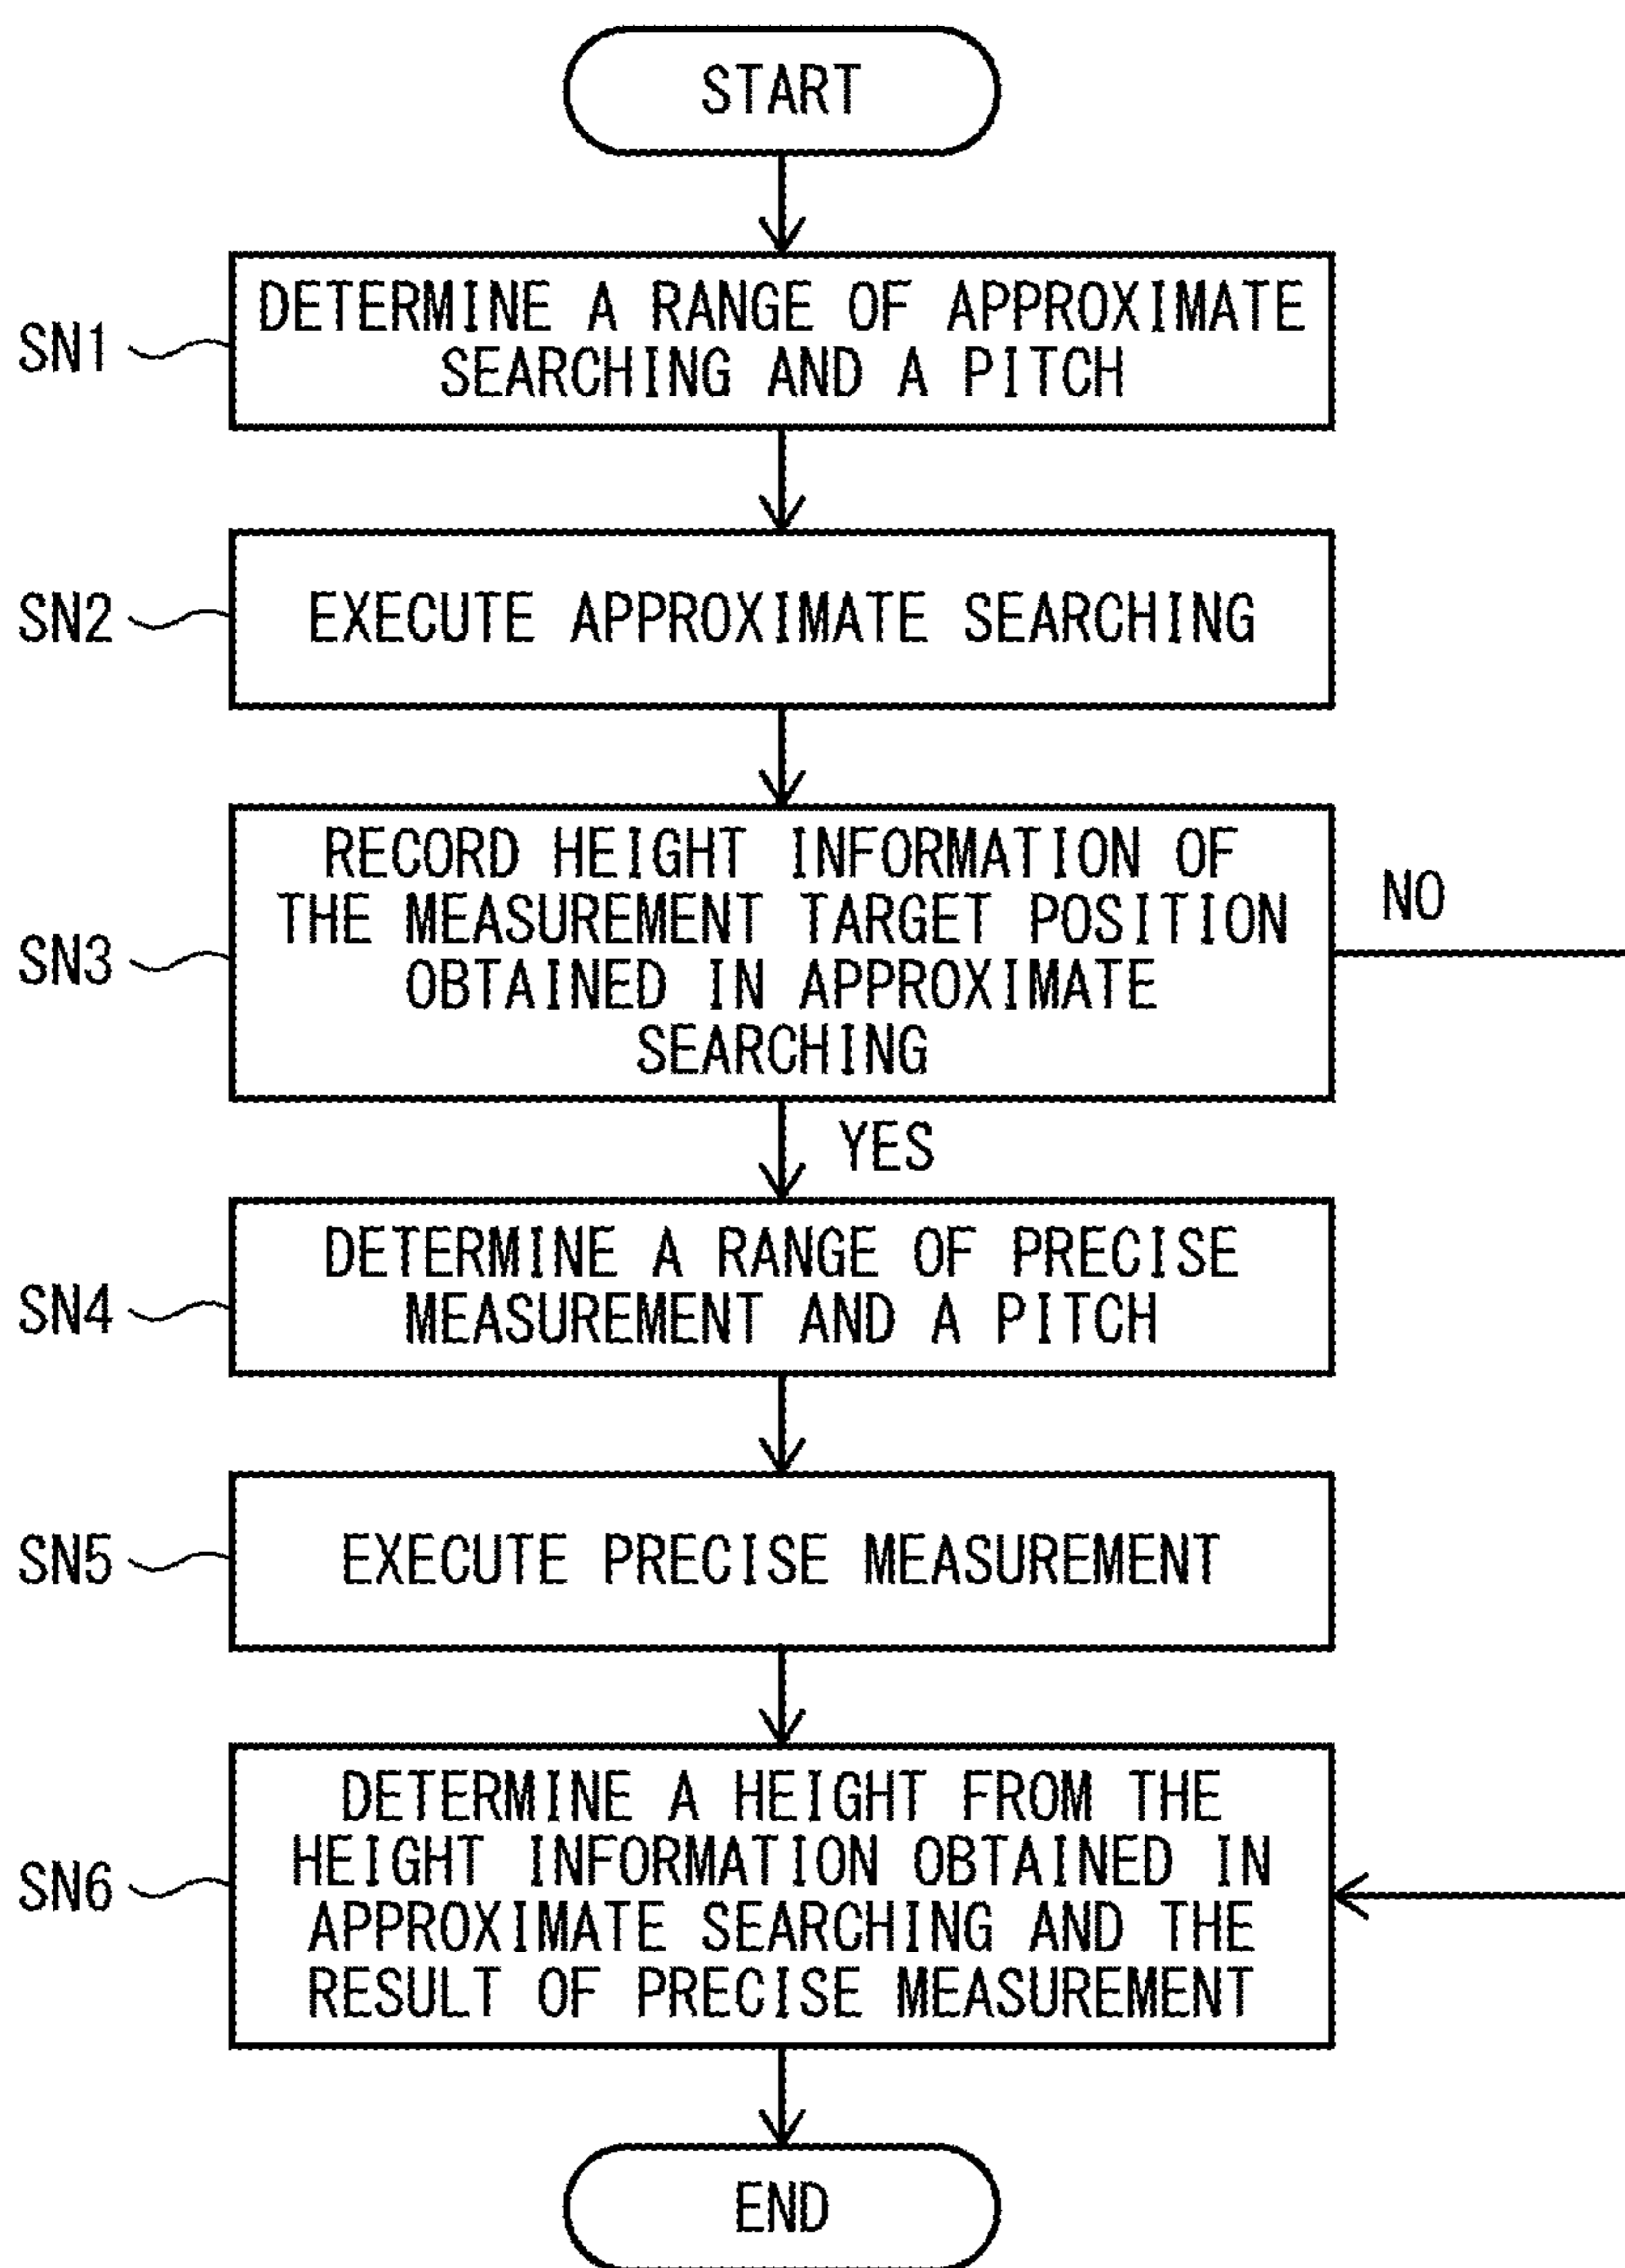 START
SN1
DETERMINE A RANGE OF APPROXIMATE
SEARCHING AND A PITCH
SN2
EXECUTE APPROXIMATE SEARCHING
SN3
RECORD HEIGHT INFORMATION OF
THE MEASUREMENT TARGET POSITION
OBTAINED IN APPROXIMATE
SEARCHING
NO
YES
SN4
DETERMINE A RANGE OF PRECISE
MEASUREMENT AND A PITCH
SN5
EXECUTE PRECISE MEASUREMENT
SN6
DETERMINE A HEIGHT FROM THE
HEIGHT INFORMATION OBTAINED IN
APPROXIMATE SEARCHING AND THE
RESULT OF PRECISE MEASUREMENT
END